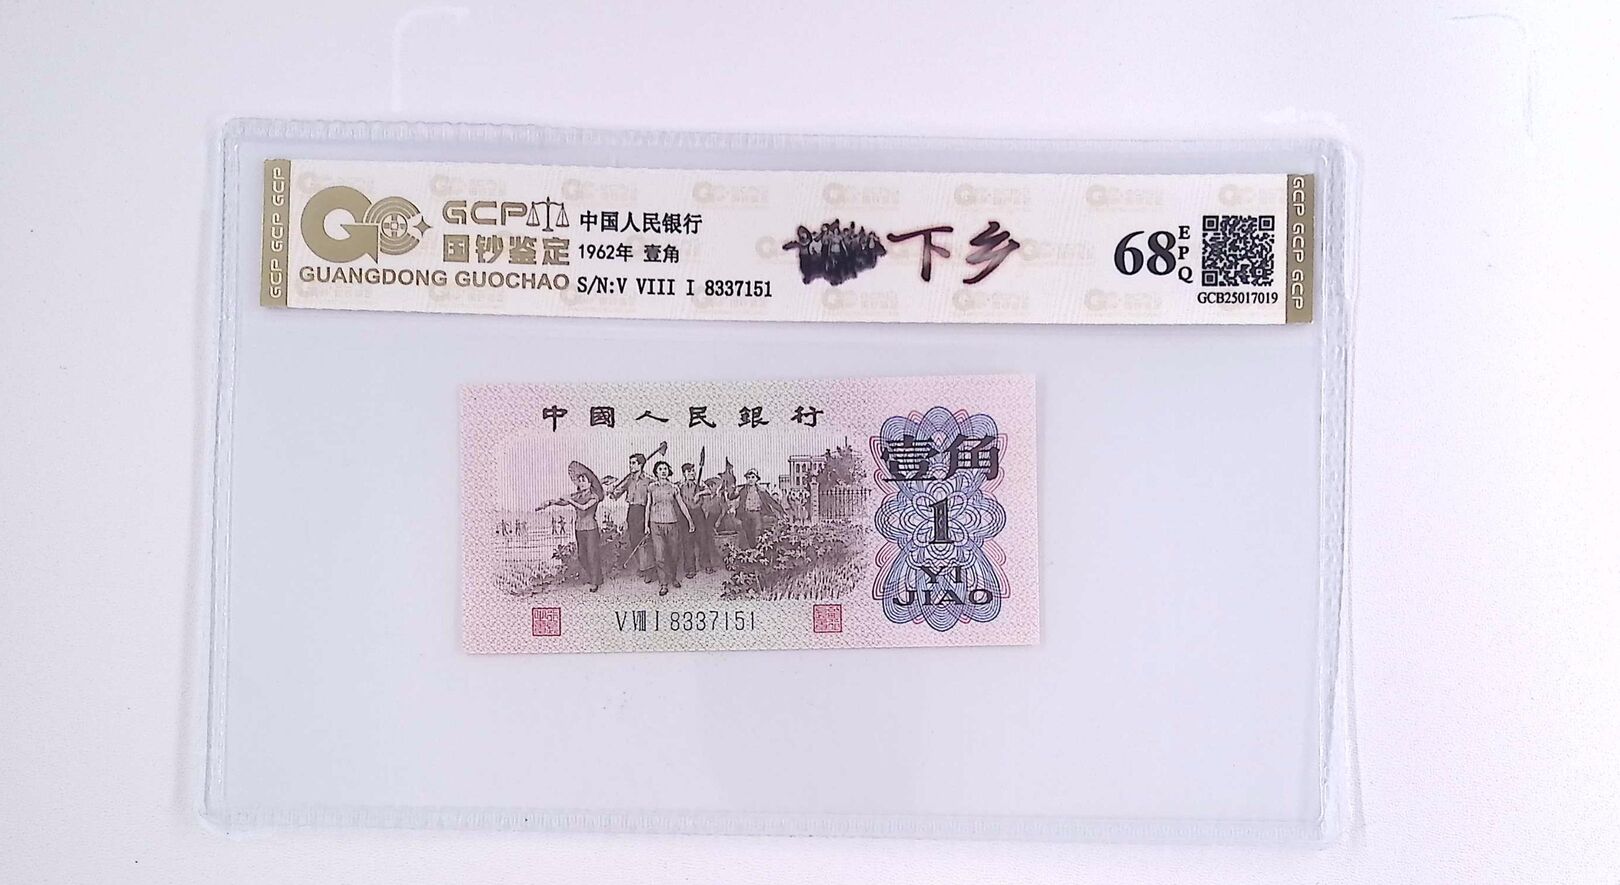 GCP GCP GCP
GCP
国钞鉴定
GUANGDONG GUOCHAO
中国人民银行
1962年 壹角
S/N:V VIII I 8337151
下乡
68
EPQ
GCB25017019
GCP GCP GCP
中國人民銀行
壹角
1
YI
JIAO
V VIII I 8337151